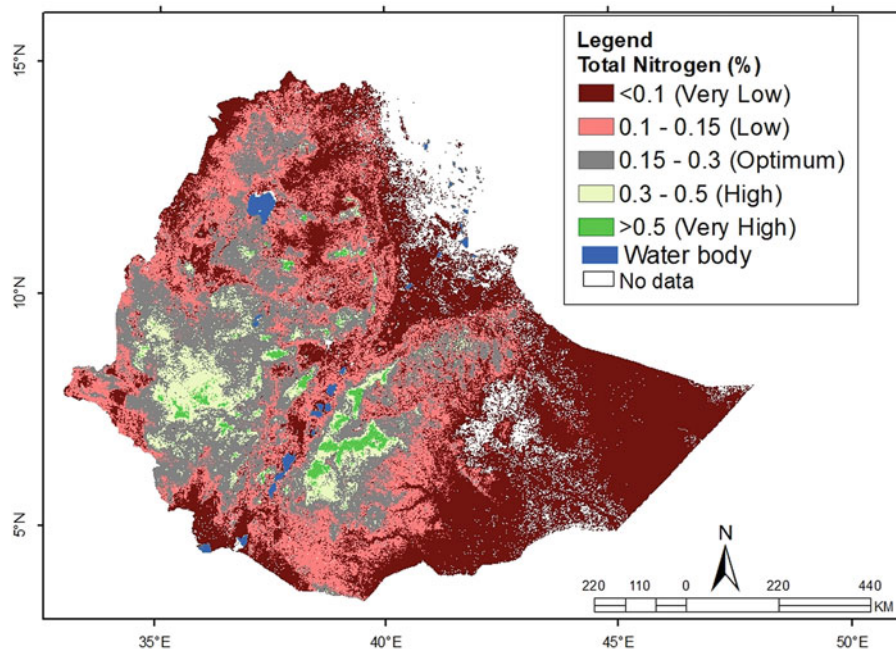 Legend
Total Nitrogen (%)
<0.1 (Very Low)
0.1 - 0.15 (Low)
0.15 - 0.3 (Optimum)
0.3 - 0.5 (High)
>0.5 (Very High)
Water body
No data
15°N
10°N
5°N
N
220 110 0 220 440
KM
35°E 40°E 45°E 50°E